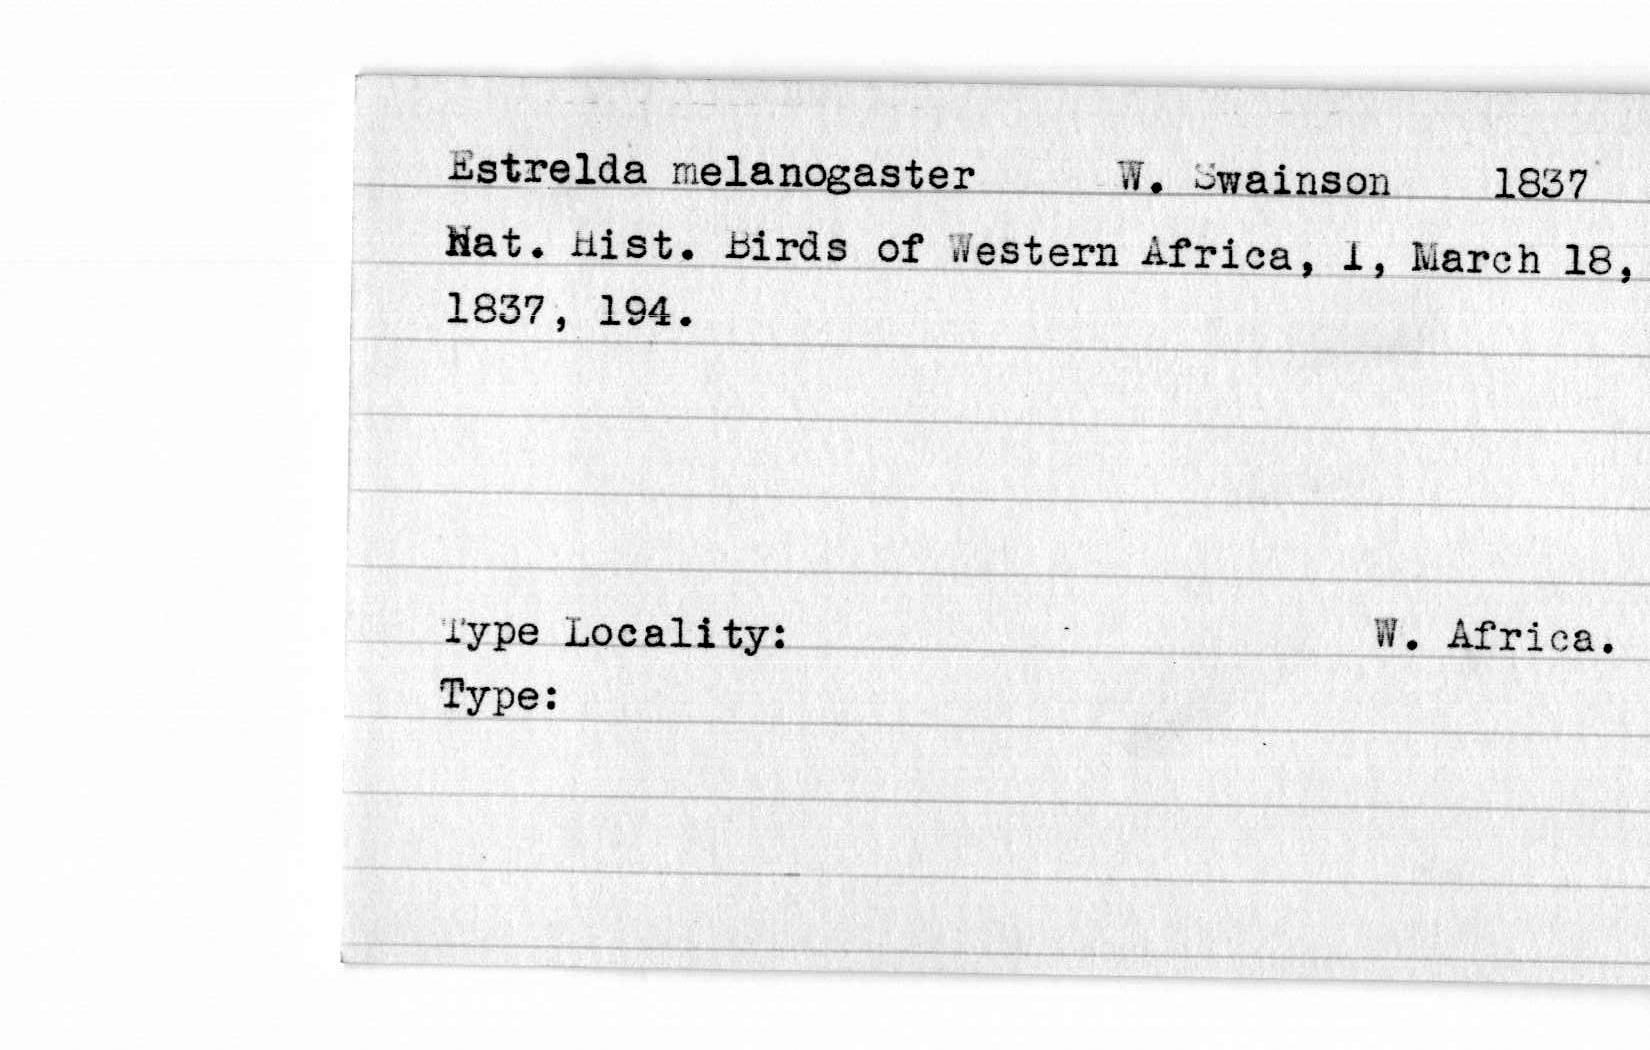 Estrelda melanogaster W. Swainson 1837
Nat. Hist. Birds of Western Africa, 1, March 18,
1837, 194.
Type Locality: W. Africa.
Type: